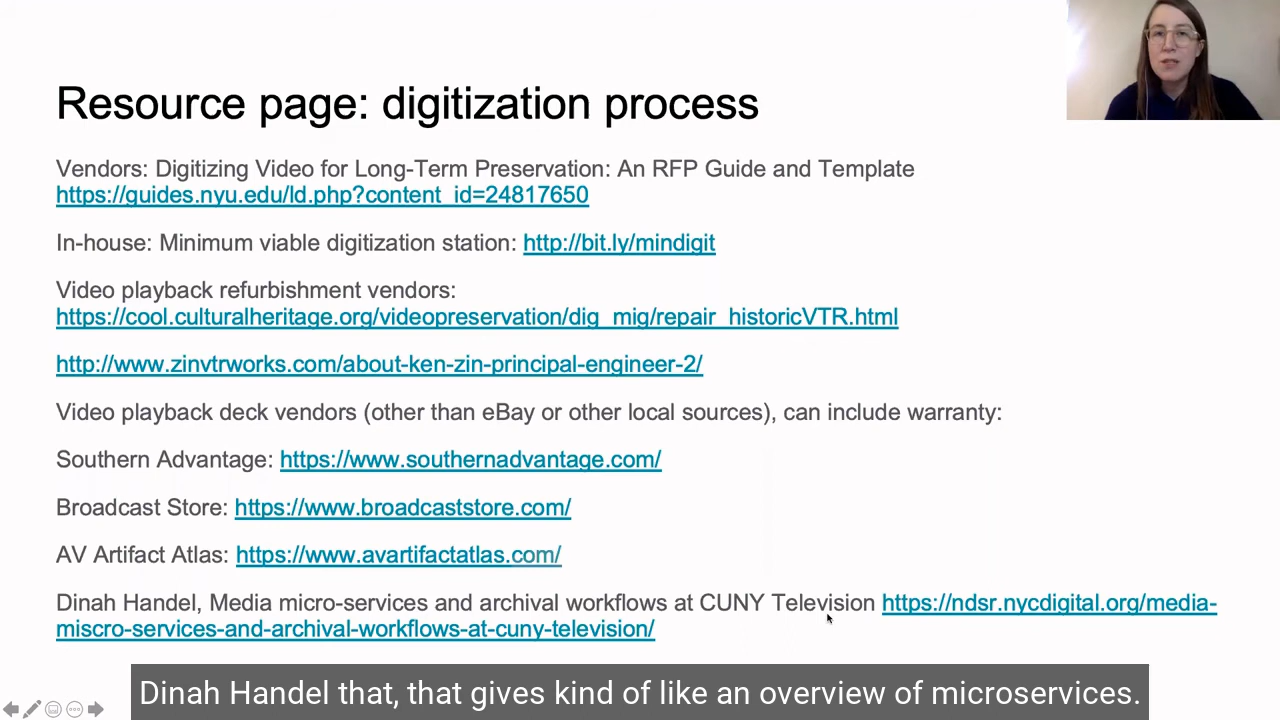 Resource page: digitization process
Vendors: Digitizing Video for Long-Term Preservation: An RFP Guide and Template
https://guides.nyu.edu/ld.php?content_id=24817650
In-house: Minimum viable digitization station: http://bit.ly/mindigit
Video playback refurbishment vendors:
https://cool.culturalheritage.org/videopreservation/dig_mig/repair_historicVTR.html
http://www.zinvtrworks.com/about-ken-zin-principal-engineer-2/
Video playback deck vendors (other than eBay or other local sources), can include warranty:
Southern Advantage: https://www.southernadvantage.com/
Broadcast Store: https://www.broadcaststore.com/
AV Artifact Atlas: https://www.avartifactatlas.com/
Dinah Handel, Media micro-services and archival workflows at CUNY Television https://ndsr.nycdigital.org/media-
miscro-services-and-archival-workflows-at-cuny-television/
Dinah Handel that, that gives kind of like an overview of microservices.